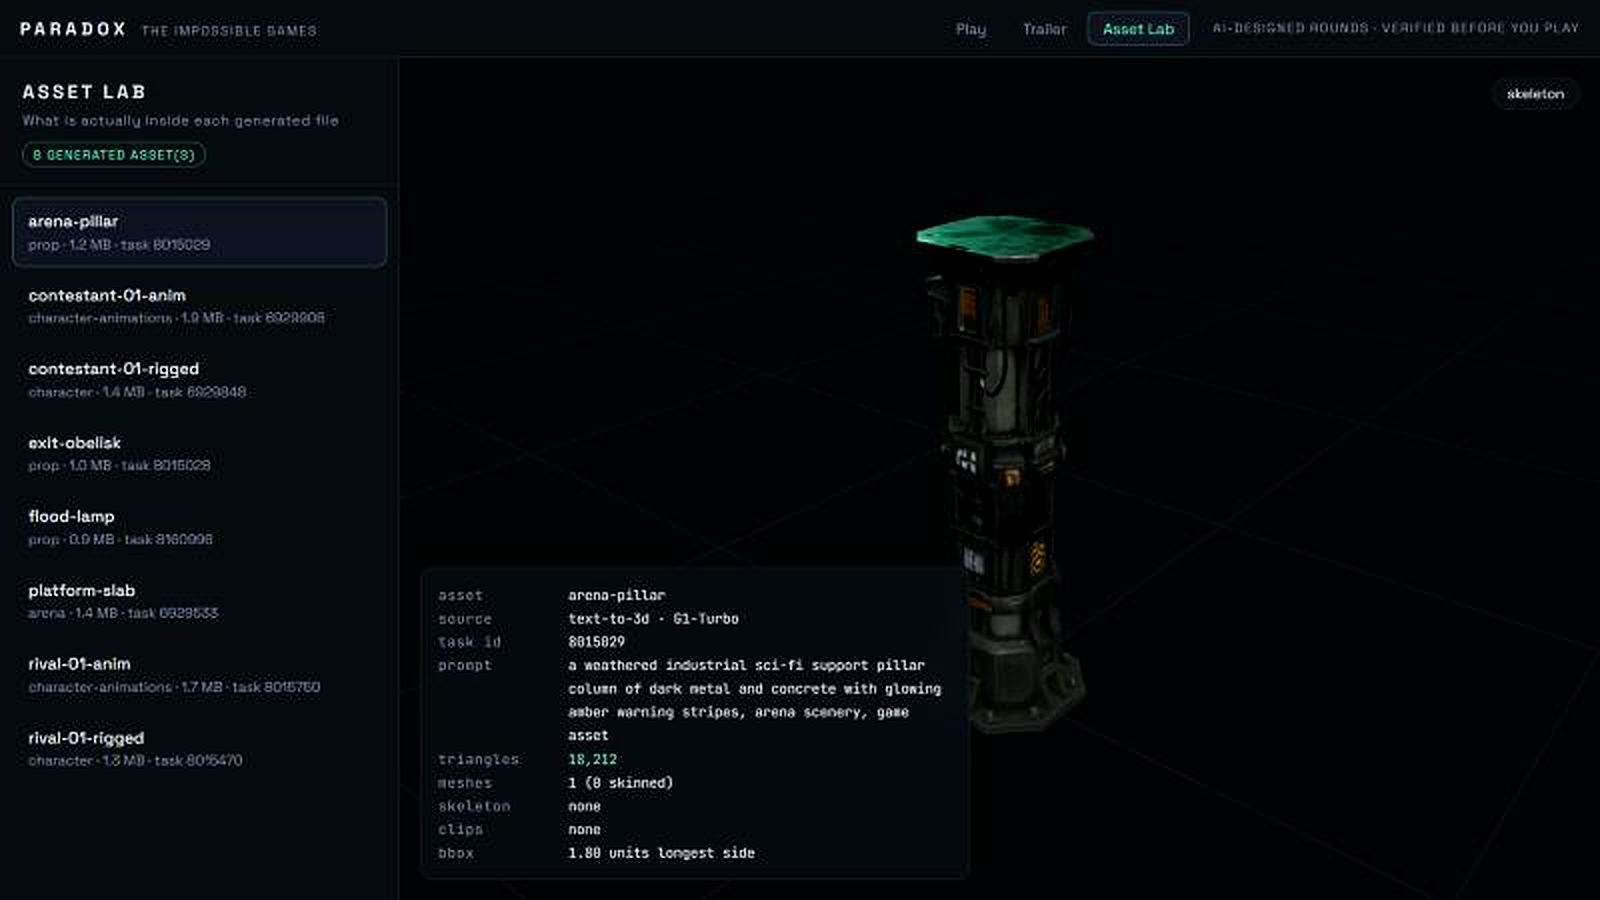 PARADOX THE IMPOSSIBLE GAMES
Play Trailer Asset Lab AI-DESIGNED ROUNDS · VERIFIED BEFORE YOU PLAY
ASSET LAB
What is actually inside each generated file
8 GENERATED ASSET(S)
skeleton
arena-pillar
prop · 1.2 MB · task 8015029
contestant-01-anim
character-animations · 1.9 MB · task 6929908
contestant-01-rigged
character · 1.4 MB · task 6929848
exit-obelisk
prop · 1.0 MB · task 8015028
flood-lamp
prop · 0.9 MB · task 8160996
platform-slab
arena · 1.4 MB · task 6929533
rival-01-anim
character-animations · 1.7 MB · task 8015760
rival-01-rigged
character · 1.3 MB · task 8015470
asset arena-pillar
source text-to-3d · G1-Turbo
task id 8015029
prompt a weathered industrial sci-fi support pillar
column of dark metal and concrete with glowing
amber warning stripes, arena scenery, game
asset
triangles 18,212
meshes 1 (0 skinned)
skeleton none
clips none
bbox 1.80 units longest side